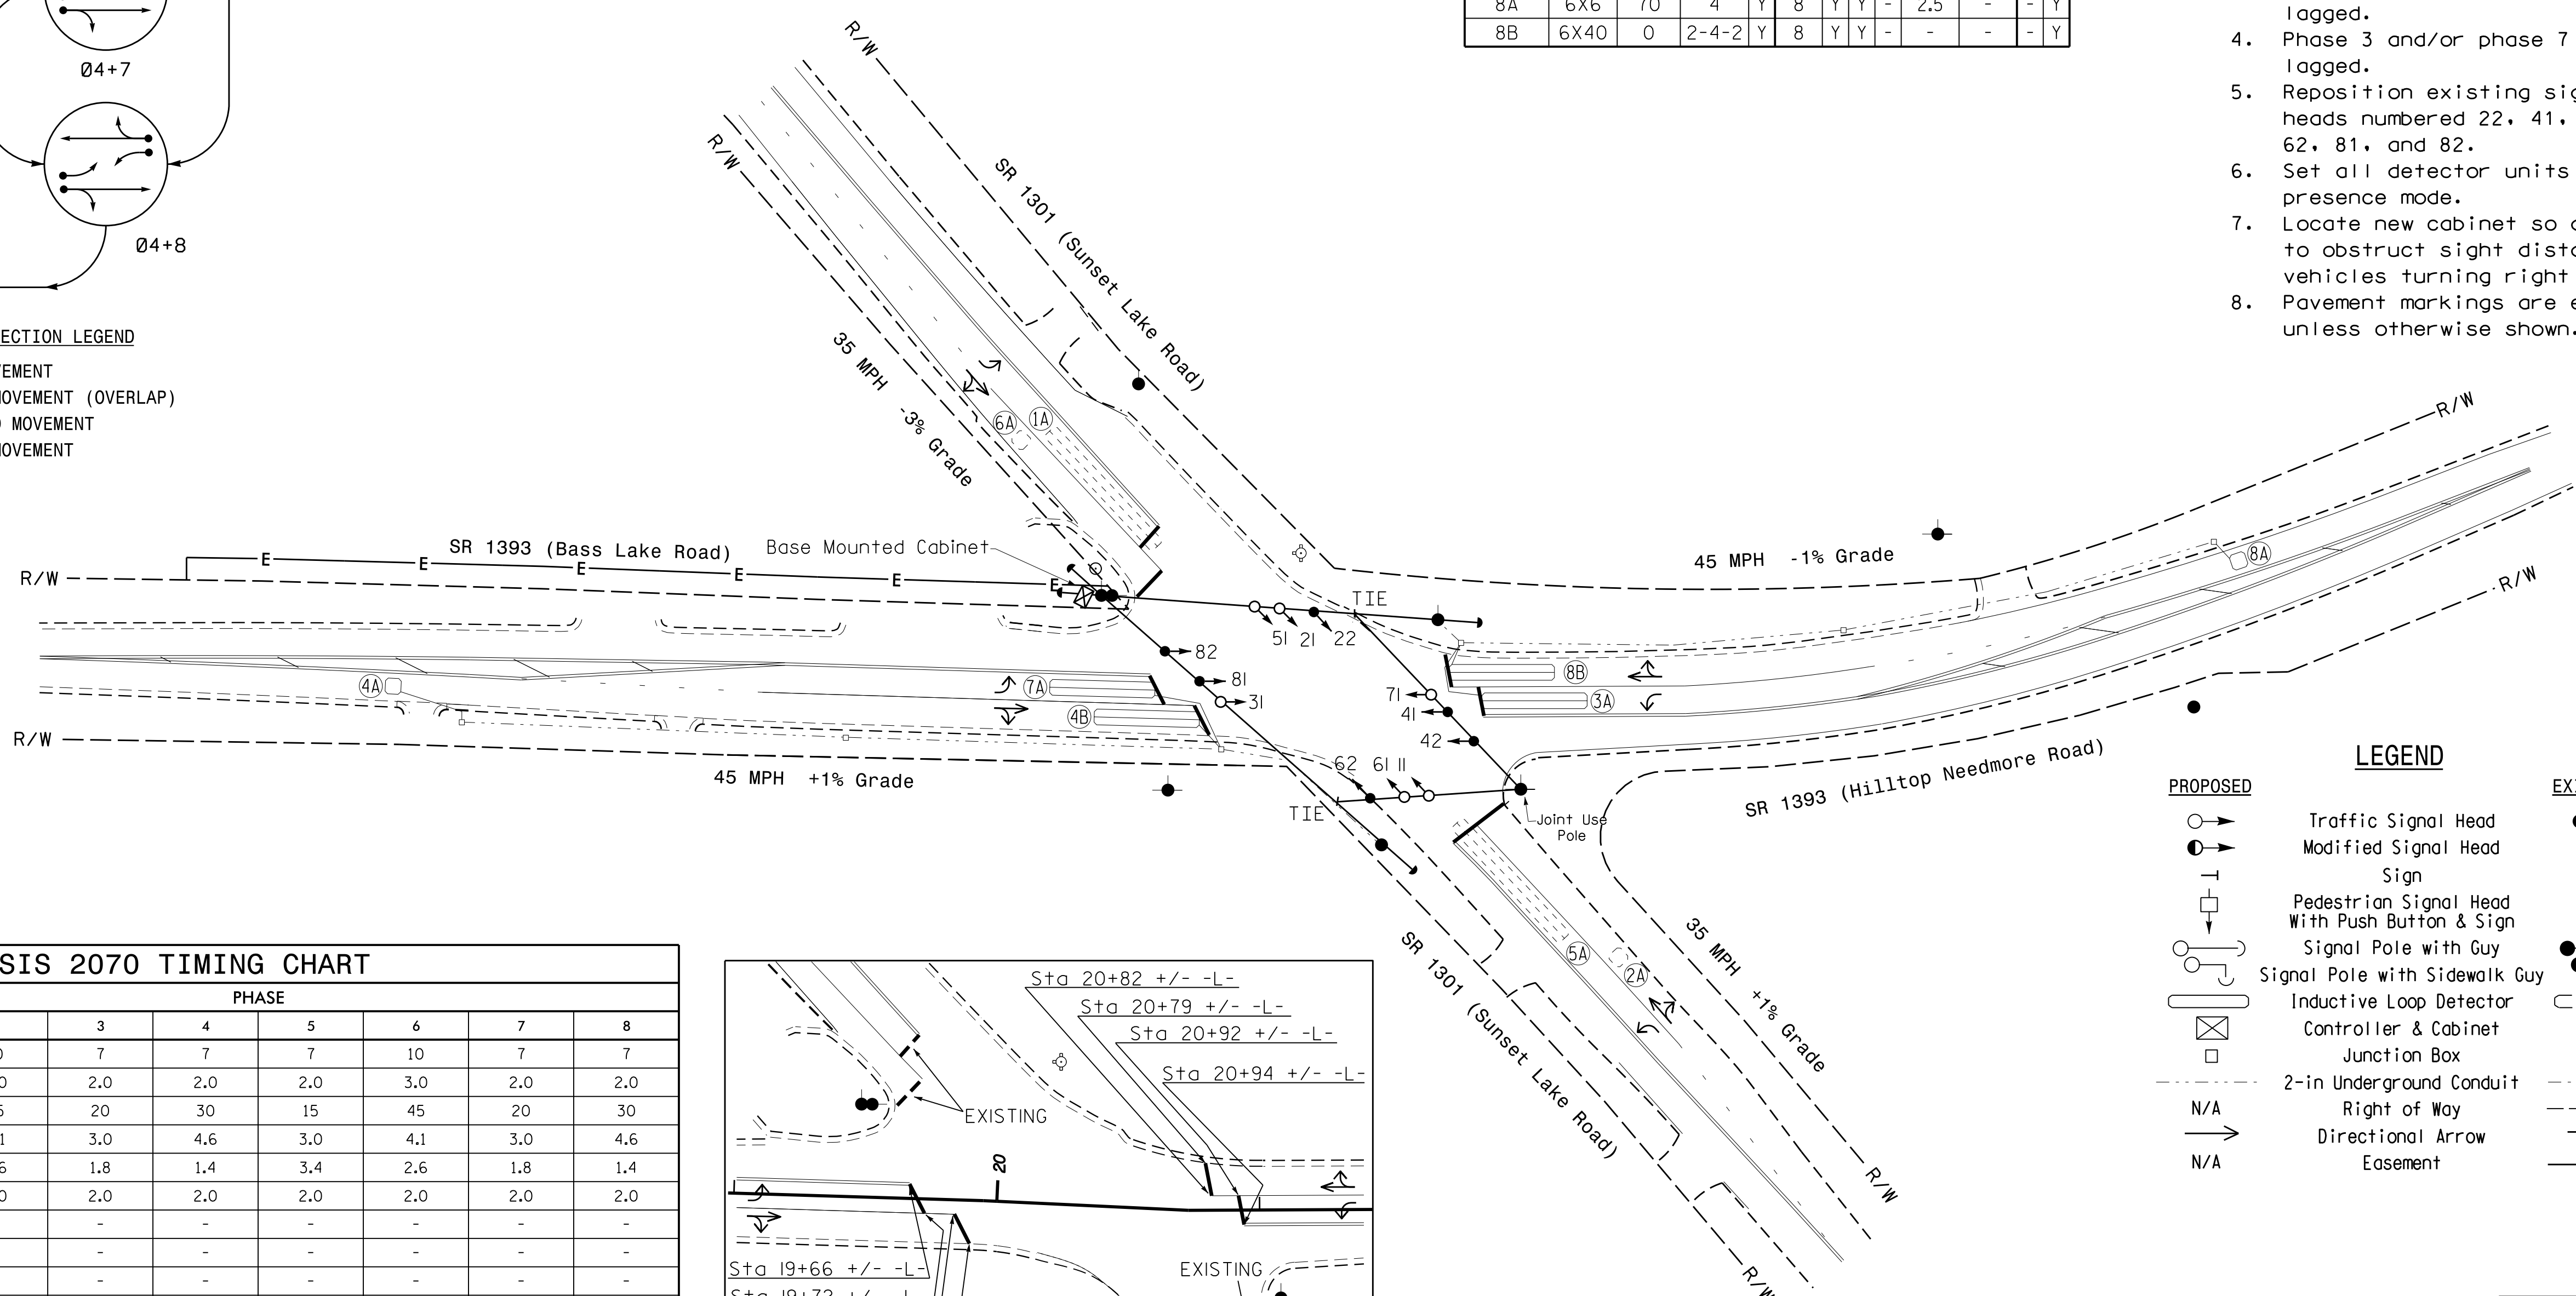 Ø4+7
Ø4+8
ECTION LEGEND
EMENT
OVEMENT (OVERLAP)
MOVEMENT
OVEMENT
8A 6X6 70 4 Y 8 Y Y - 2.5 - - Y
8B 6X40 0 2-4-2 Y 8 Y Y - - - - Y
lagged.
4. Phase 3 and/or phase 7
lagged.
5. Reposition existing
heads numbered 22, 41,
62, 81, and 82.
6. Set all detector units
presence mode.
7. Locate new cabinet so
to obstruct sight
vehicles turning right
8. Pavement markings are
unless otherwise shown.
R/W
R/W
SR 1301 (Sunset Lake Road)
35 MPH -3% Grade
6A
1A
SR 1393 (Bass Lake Road)
Base Mounted Cabinet
R/W
E
E
E
E
E
E
45 MPH -1% Grade
R/W
R/W
8A
TIE
51 21 22
82
81
31
4A
7A
4B
8B
3A
71
41
42
R/W
45 MPH +1% Grade
62 61 11
TIE
Joint Use
Pole
SR 1393 (Hilltop Needmore Road)
5A
2A
35 MPH +1% Grade
SR 1301 (Sunset Lake Road)
R/W
R/W
LEGEND
PROPOSED
Traffic Signal Head
Modified Signal Head
Sign
Pedestrian Signal Head
With Push Button & Sign
Signal Pole with Guy
Signal Pole with Sidewalk Guy
Inductive Loop Detector
Controller & Cabinet
Junction Box
2-in Underground Conduit
N/A Right of Way
Directional Arrow
N/A Easement
SIS 2070 TIMING CHART
PHASE
3 4 5 6 7 8
7 7 7 10 7 7
2.0 2.0 2.0 3.0 2.0 2.0
20 30 15 45 20 30
3.0 4.6 3.0 4.1 3.0 4.6
1.8 1.4 3.4 2.6 1.8 1.4
2.0 2.0 2.0 2.0 2.0 2.0
- - - - - -
- - - - - -
- - - - - -
Sta 20+82 +/- -L-
Sta 20+79 +/- -L-
Sta 20+92 +/- -L-
Sta 20+94 +/- -L-
EXISTING
20
Sta 19+66 +/- -L-
Sta 19+72 +/- -L-
EXISTING